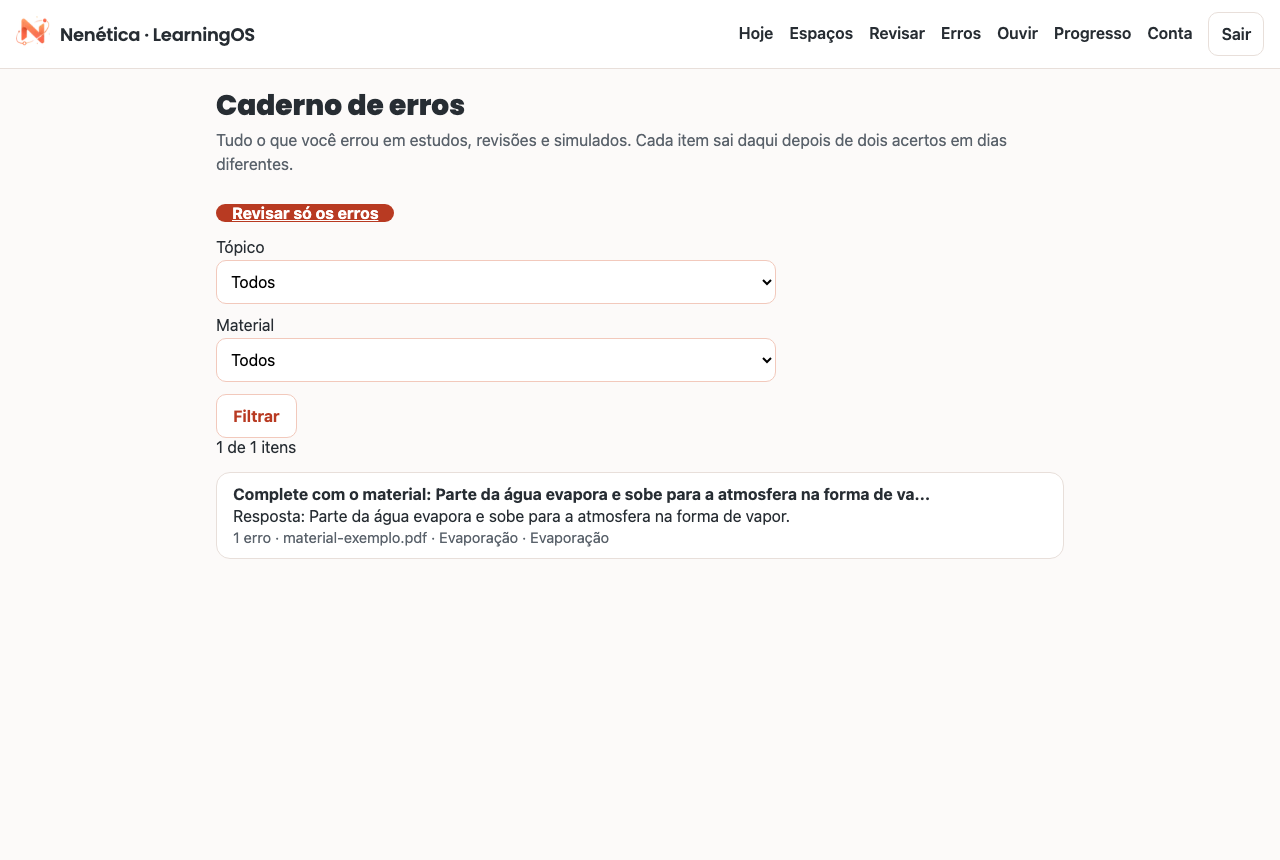 Nenética · LearningOS
Hoje Espaços Revisar Erros Ouvir Progresso Conta Sair
Caderno de erros
Tudo o que você errou em estudos, revisões e simulados. Cada item sai daqui depois de dois acertos em dias
diferentes.
Revisar só os erros
Tópico
Todos
Material
Todos
Filtrar
1 de 1 itens
Complete com o material: Parte da água evapora e sobe para a atmosfera na forma de va...
Resposta: Parte da água evapora e sobe para a atmosfera na forma de vapor.
1 erro · material-exemplo.pdf · Evaporação · Evaporação